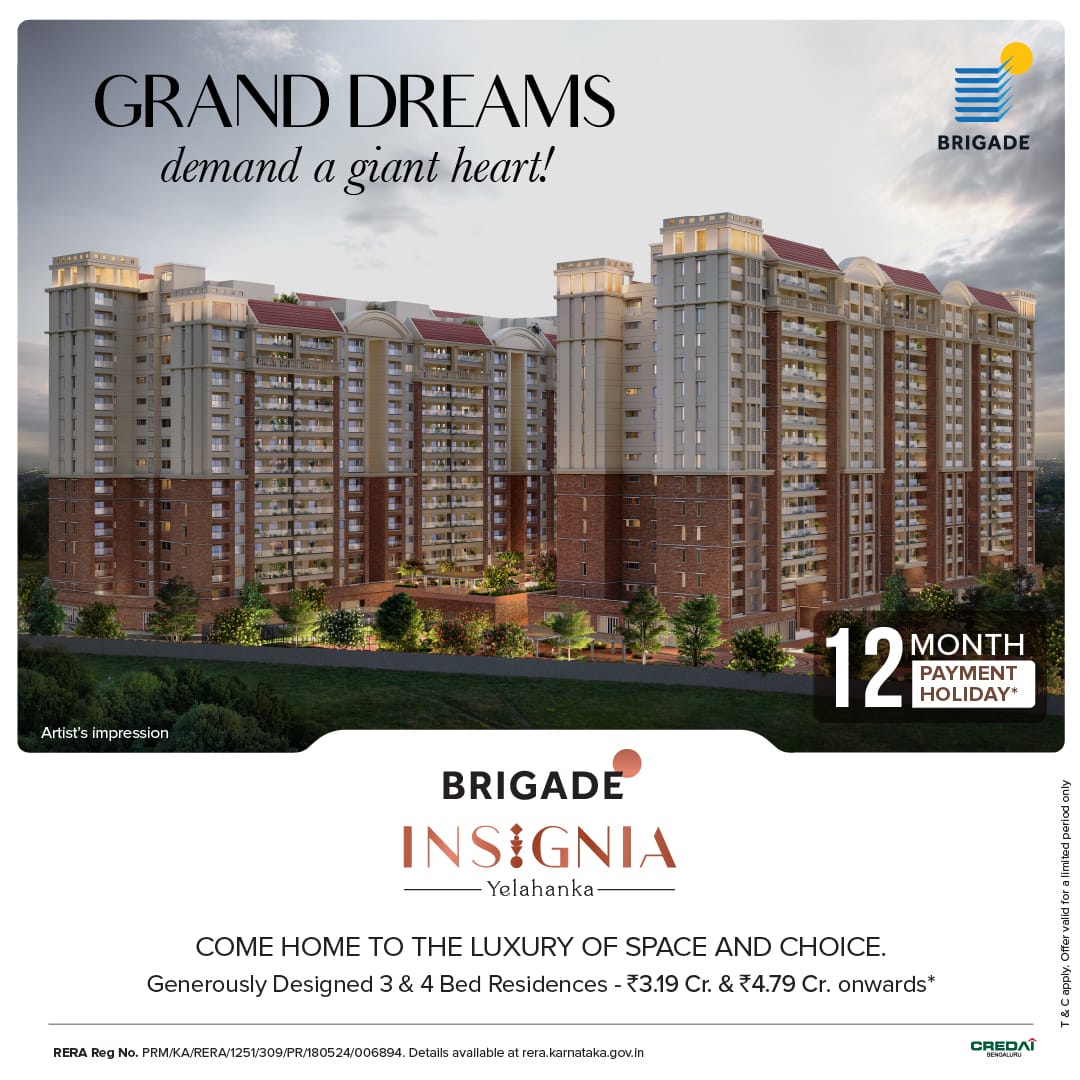 GRAND DREAMS
demand a giant heart!
BRIGADE
12 MONTH
PAYMENT
HOLIDAY*
Artist's impression
BRIGADE
INSIGNIA
Yelahanka
COME HOME TO THE LUXURY OF SPACE AND CHOICE.
Generously Designed 3 & 4 Bed Residences - ₹3.19 Cr. & ₹4.79 Cr. onwards*
T & C apply. Offer valid for a limited period only
RERA Reg No. PRM/KA/RERA/1251/309/PR/180524/006894. Details available at rera.karnataka.gov.in
CREDAI
BENGALURU